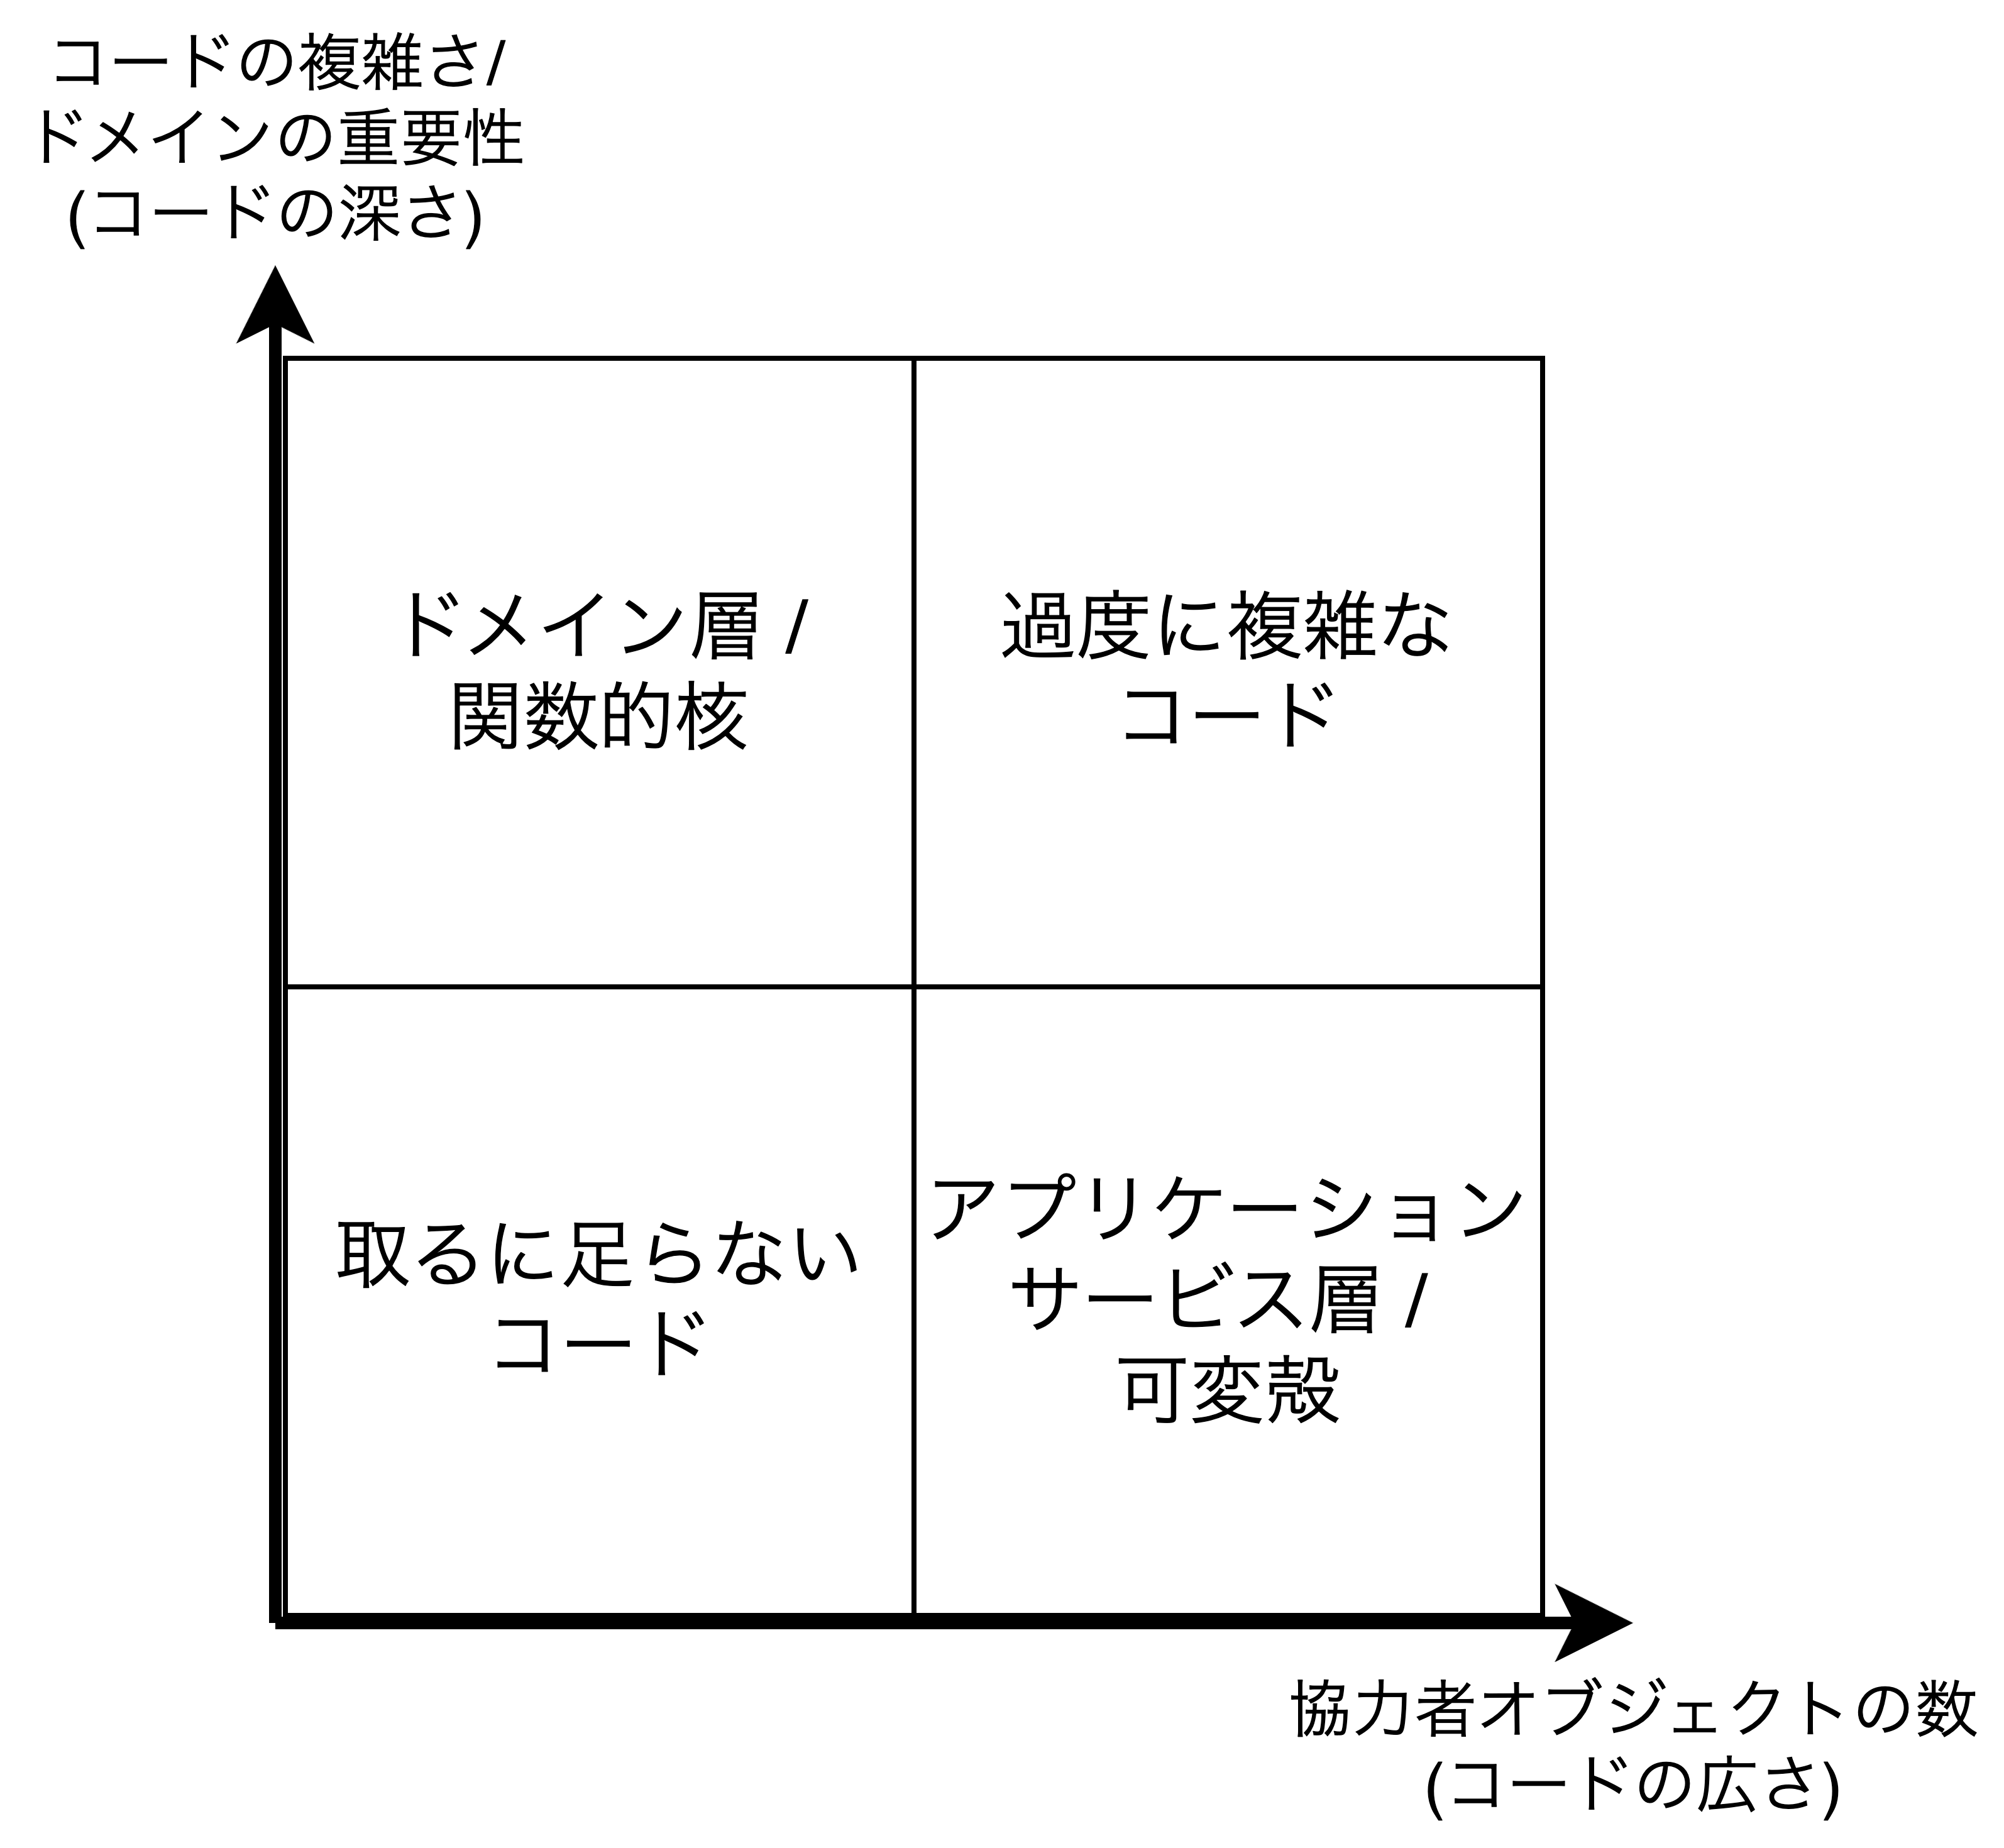 コードの複雑さ/
ドメインの重要性
(コードの深さ)
ドメイン層 /
関数的核
過度に複雑な
コード
取るに足らない
コード
アプリケーション
サービス層 /
可変殻
協力者オブジェクトの数
(コードの広さ)